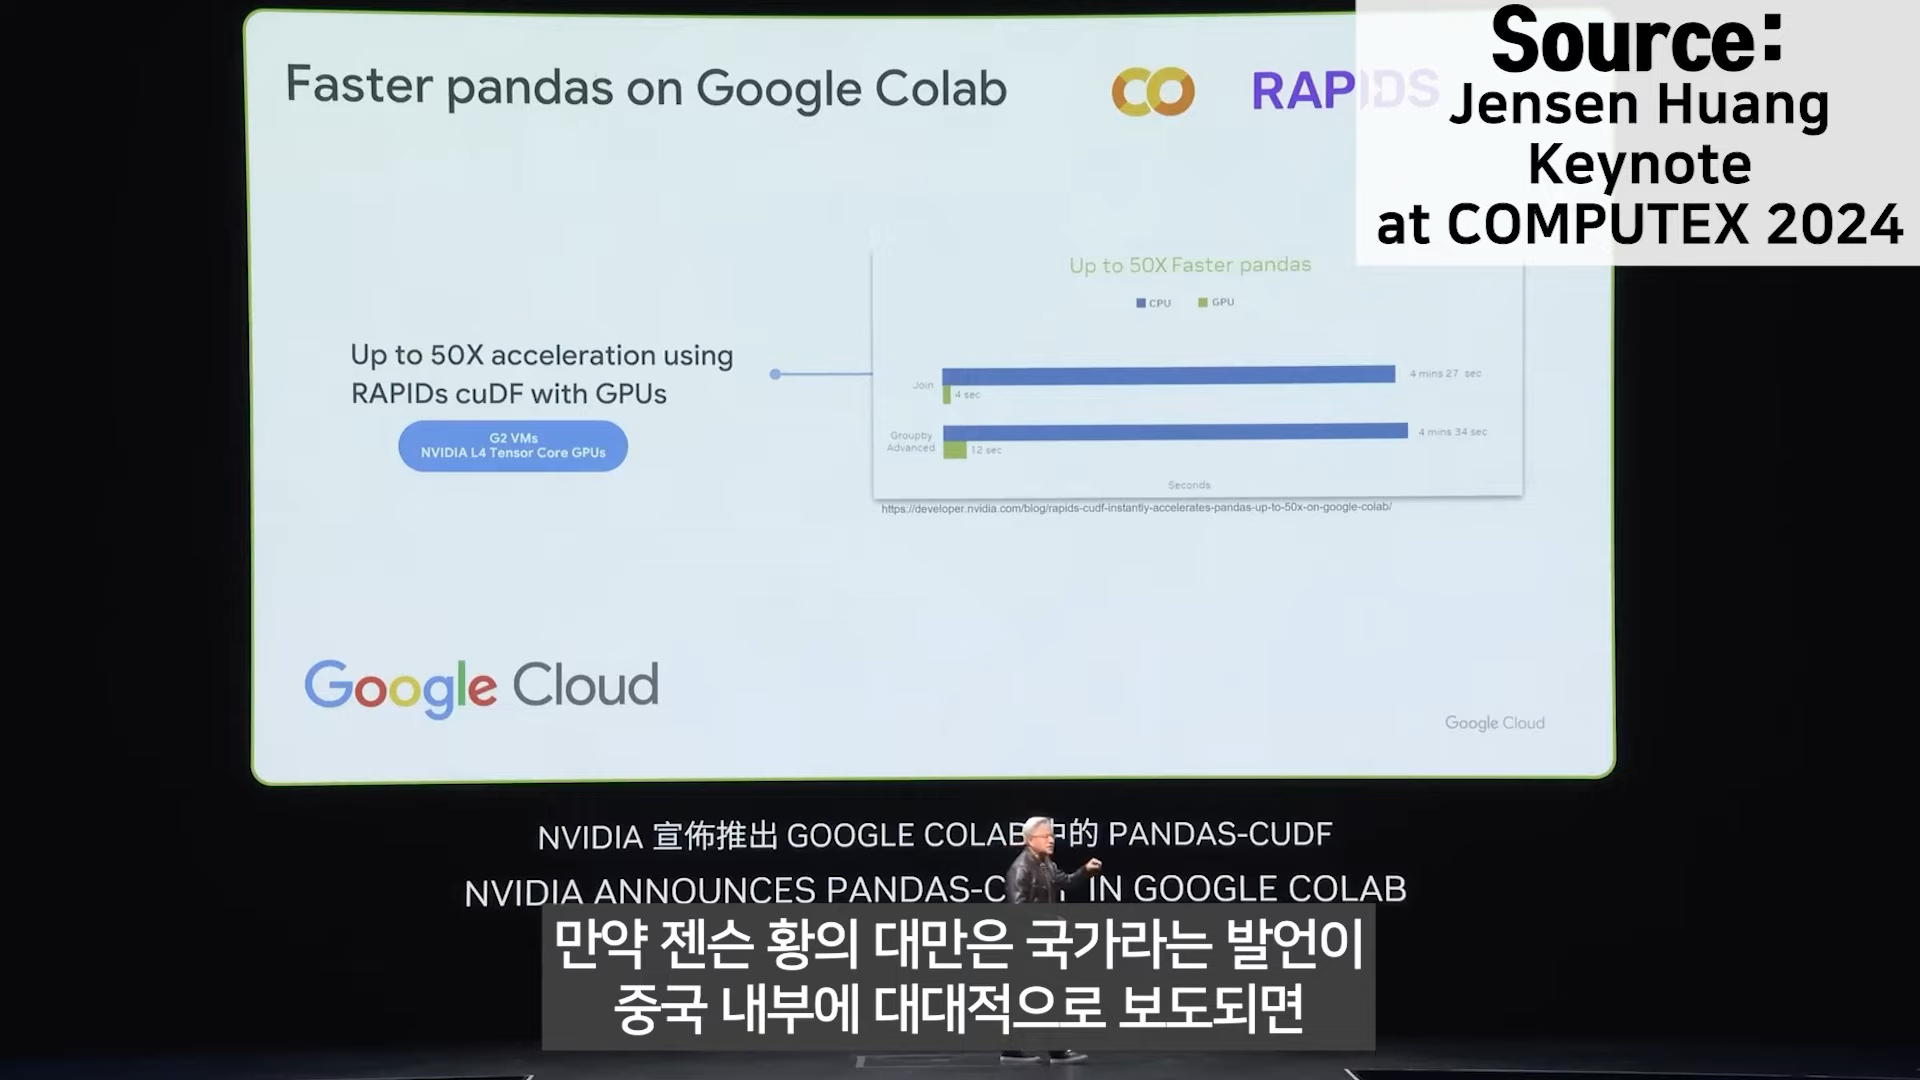 Faster pandas on Google Colab
CO
RAPIDS
Source:
Jensen Huang
Keynote
at COMPUTEX 2024
Up to 50X Faster pandas
CPU
GPU
Up to 50X acceleration using
RAPIDs cuDF with GPUs
G2 VMs
NVIDIA L4 Tensor Core GPUs
Join
4 mins 27 sec
4 sec
Groupby
Advanced
4 mins 34 sec
12 sec
Seconds
https://developer.nvidia.com/blog/rapids-cudf-instantly-accelerates-pandas-up-to-50x-on-google-colab/
Google Cloud
Google Cloud
NVIDIA 宣佈推出 GOOGLE COLAB 中的 PANDAS-CUDF
NVIDIA ANNOUNCES PANDAS-C IN GOOGLE COLAB
만약 젠슨 황의 대만은 국가라는 발언이
중국 내부에 대대적으로 보도되면